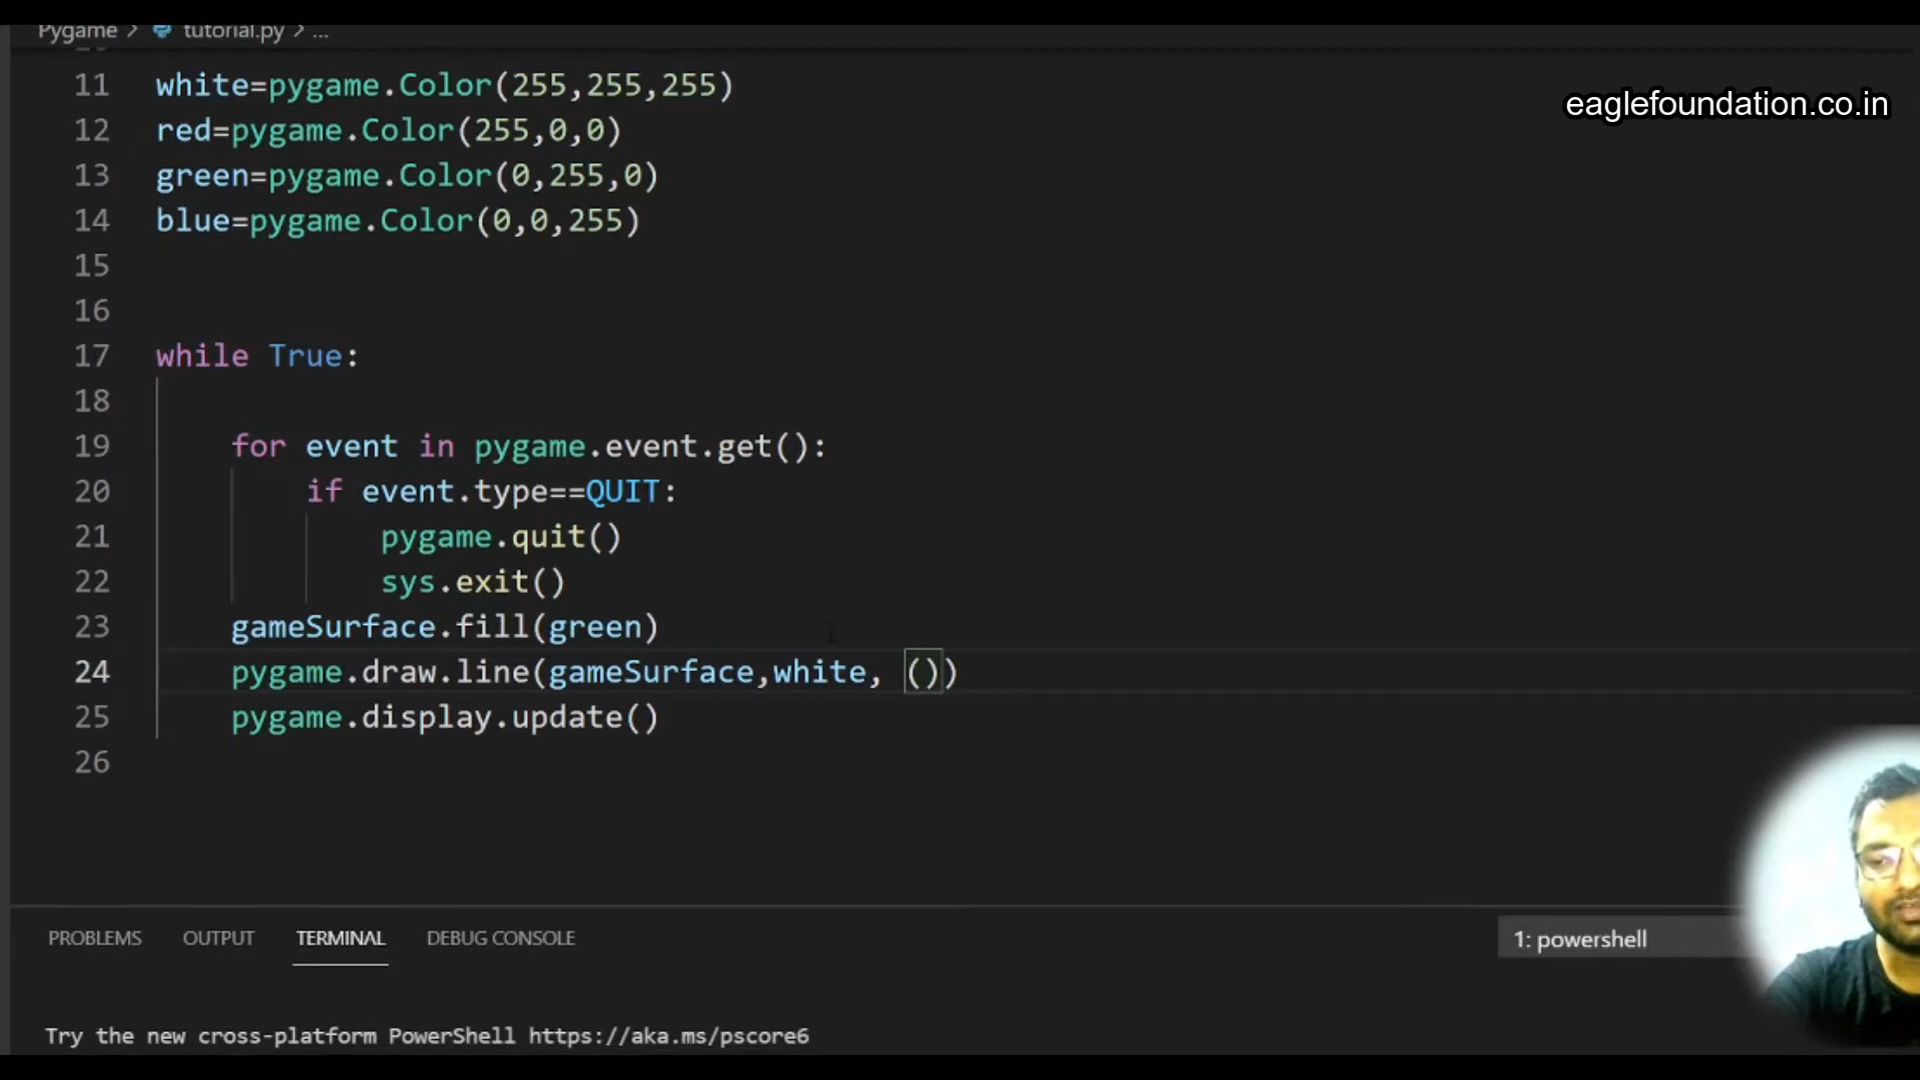 Pygame > tutorial.py > ...
eaglefoundation.co.in
11 white=pygame.Color(255,255,255)
12 red=pygame.Color(255,0,0)
13 green=pygame.Color(0,255,0)
14 blue=pygame.Color(0,0,255)
15
16
17 while True:
18
19 for event in pygame.event.get():
20 if event.type==QUIT:
21 pygame.quit()
22 sys.exit()
23 gameSurface.fill(green)
24 pygame.draw.line(gameSurface,white, ())
25 pygame.display.update()
26
PROBLEMS OUTPUT TERMINAL DEBUG CONSOLE 1: powershell
Try the new cross-platform PowerShell https://aka.ms/pscore6